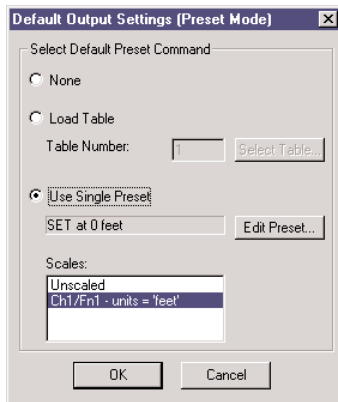 Default Output Settings (Preset Mode)
Select Default Preset Command
None
Load Table
Table Number:
1
Select Table...
Use Single Preset
SET at 0 feet
Edit Preset...
Scales:
Unscaled
Ch1/Fn1 - units = 'feet'
OK
Cancel